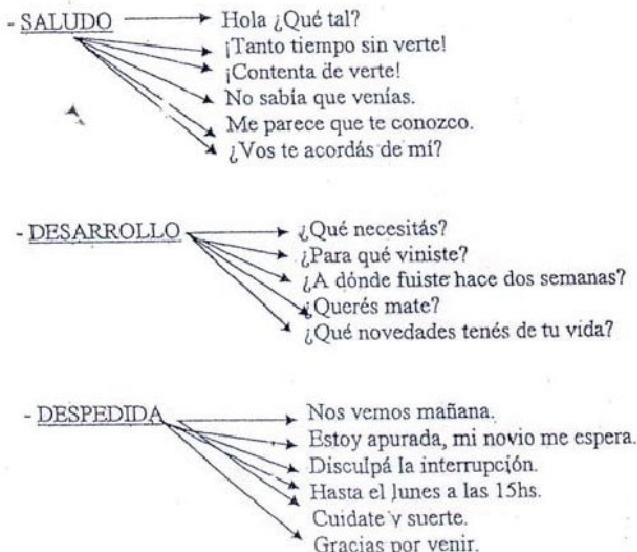 - SALUDO
Hola ¿Qué tal?
¡Tanto tiempo sin verte!
¡Contenta de verte!
No sabía que venías.
Me parece que te conozco.
¿Vos te acordás de mí?
- DESARROLLO
¿Qué necesitás?
¿Para qué viniste?
¿A dónde fuiste hace dos semanas?
¿Querés mate?
¿Qué novedades tenés de tu vida?
- DESPEDIDA
Nos vemos mañana.
Estoy apurada, mi novio me espera.
Disculpá la interrupción.
Hasta el lunes a las 15hs.
Cuidate y suerte.
Gracias por venir.